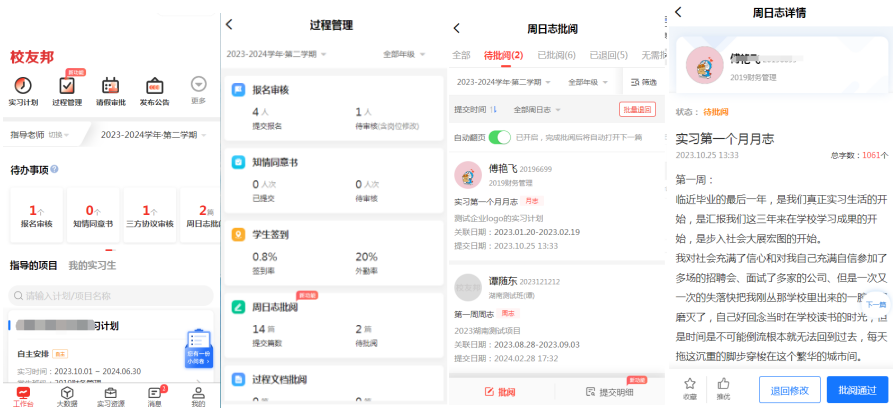 校友邦
新功能
实习计划
过程管理
请假审批
发布公告
更多
指导老师 切换
2023-2024学年·第二学期
待办事项
1个
报名审核
0个
知情同意书
1个
三方协议审核
2篇
周日志批
指导的项目
我的实习生
请输入计划/项目名称
习计划
自主安排
自主
实习时间：2023.10.01 ~ 2024.06.30
您有一份
小问卷
工作台
大数据
实习资源
消息
3
我的
过程管理
2023-2024学年·第二学期
全部年级
报名审核
4人
提交报名
1人
待审核(含岗位修改)
知情同意书
0人次
已提交
0人次
待审核
学生签到
0.8%
签到率
20%
外勤率
新功能
周日志批阅
14篇
提交篇数
2篇
待批阅
过程文档批阅
周日志批阅
全部
待批阅(2)
已批阅(6)
已退回(5)
无需批
2023-2024学年·第二学期
全部年级
筛选
提交时间
全部周日志
批量退回
自动翻页
已开启，完成批阅后将自动打开下一篇
傅艳飞 20196699
2019财务管理
实习第一个月月志
月志
测试企业logo的实习计划
关联日期：2023.01.20-2023.02.19
提交日期：2023.10.25 13:33
校友邦
谭随乐 2023121212
湖南测试班(谭)
第一周周志
周志
2023湖南测试项目
关联日期：2023.08.28-2023.09.03
提交日期：2024.02.28 17:32
批阅
提交明细
新功能
周日志详情
傅艳飞
2019财务管理
状态：待批阅
实习第一个月月志
2023.10.25 13:33
总字数：1061个
第一周：
临近毕业的最后一年，是我们真正实习生活的开
始，是汇报我们这三年来在学校学习成果的开
始，是步入社会大展宏图的开始。
我对社会充满了信心和对我自己充满自信参加了
多场的招聘会、面试了多家的公司、但是一次又
一次的失落快把我刚从那学校里出来的一
磨灭了，自己好回念当时在学校读书的时光，但
是时间是不可能倒流根本就无法回到过去，每天
拖这沉重的脚步穿梭在这个繁华的城市间。
下一篇
收藏
推优
退回修改
批阅通过